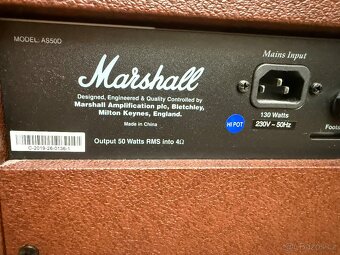 MODEL: AS50D
Mains Input
Marshall
Designed, Engineered & Quality Controlled by
Marshall Amplification plc, Bletchley,
Milton Keynes, England.
Made in China
HI POT
130 Watts
230V ~ 50Hz
Output 50 Watts RMS into 4Ω